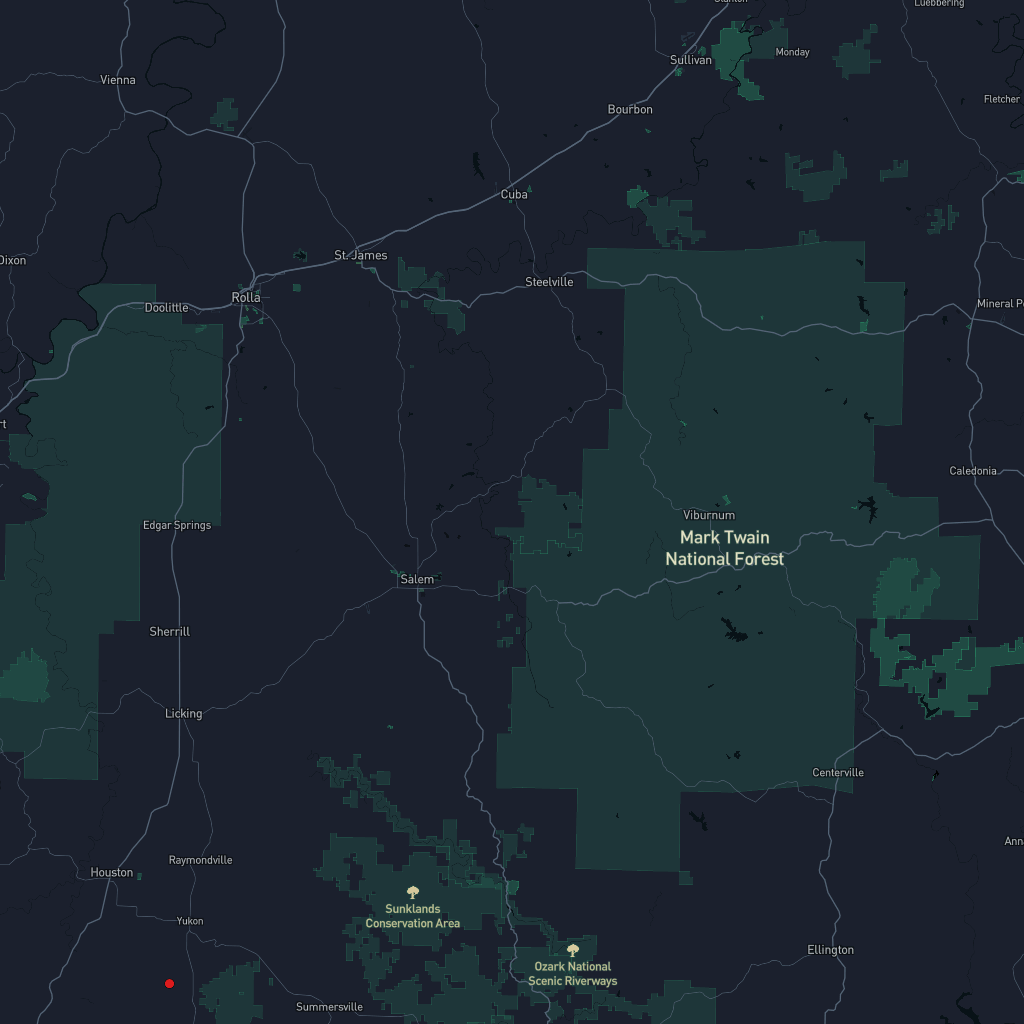 Stanton
Luebbering
Monday
Sullivan
Vienna
Fletcher
Bourbon
Cuba
St. James
Dixon
Steelville
Rolla
Doolittle
Mineral Po
rt
Caledonia
Viburnum
Edgar Springs
Mark Twain
National Forest
Salem
Sherrill
Licking
Centerville
Anna
Raymondville
Houston
Sunklands
Conservation Area
Yukon
Ellington
Ozark National
Scenic Riverways
Summersville